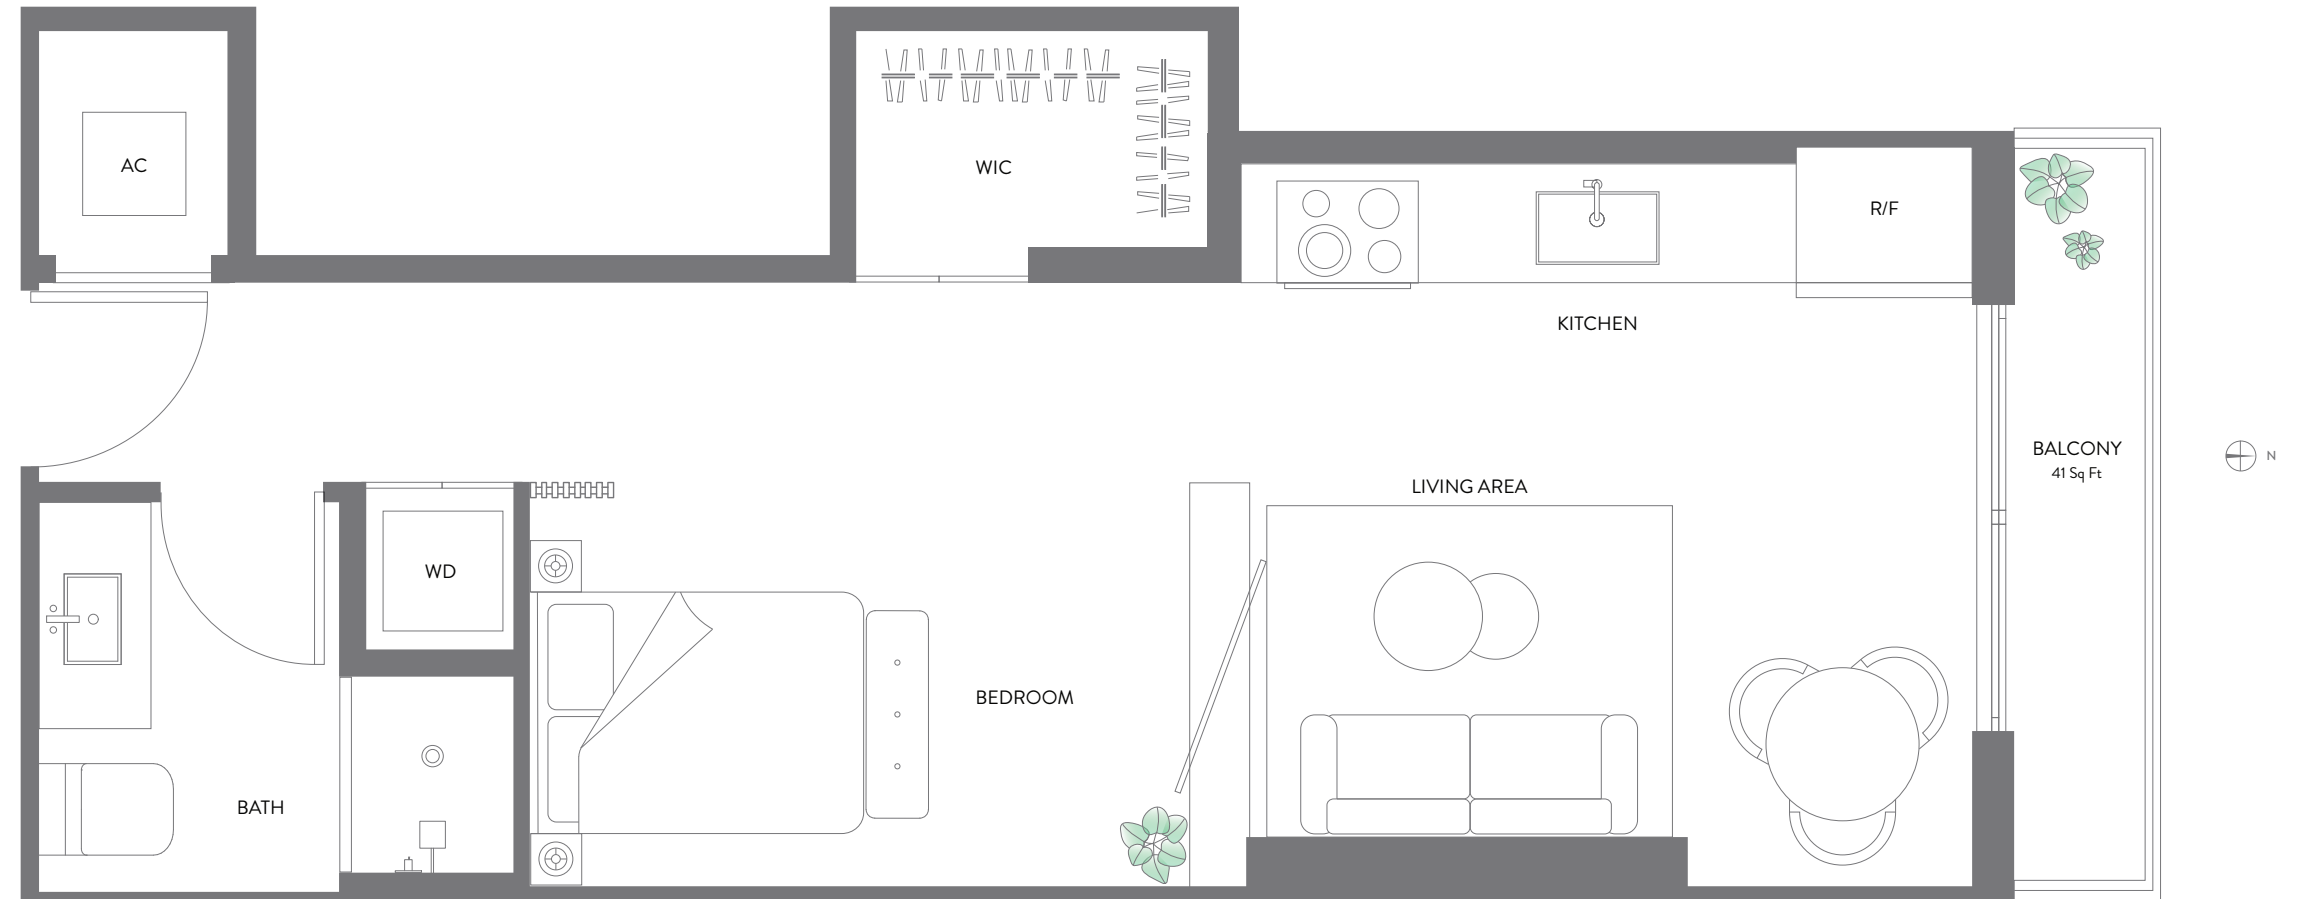 AC
WIC
R/F
KITCHEN
BALCONY
41 Sq Ft
N
LIVING AREA
WD
BEDROOM
BATH